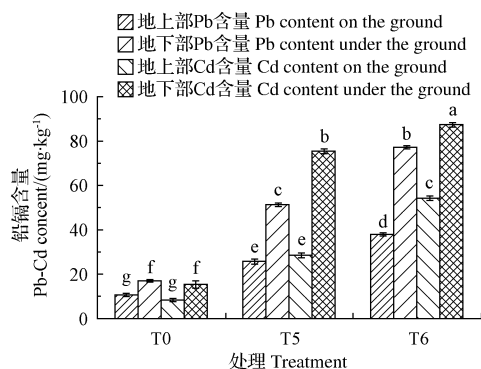 地上部Pb含量 Pb content on the ground
地下部Pb含量 Pb content under the ground
地上部Cd含量 Cd content on the ground
地下部Cd含量 Cd content under the ground
铅镉含量
Pb-Cd concent/(mg·kg⁻¹)
100
80
60
40
20
0
g f g f
e c e b
d b c a
T0 T5 T6
处理 Treatment